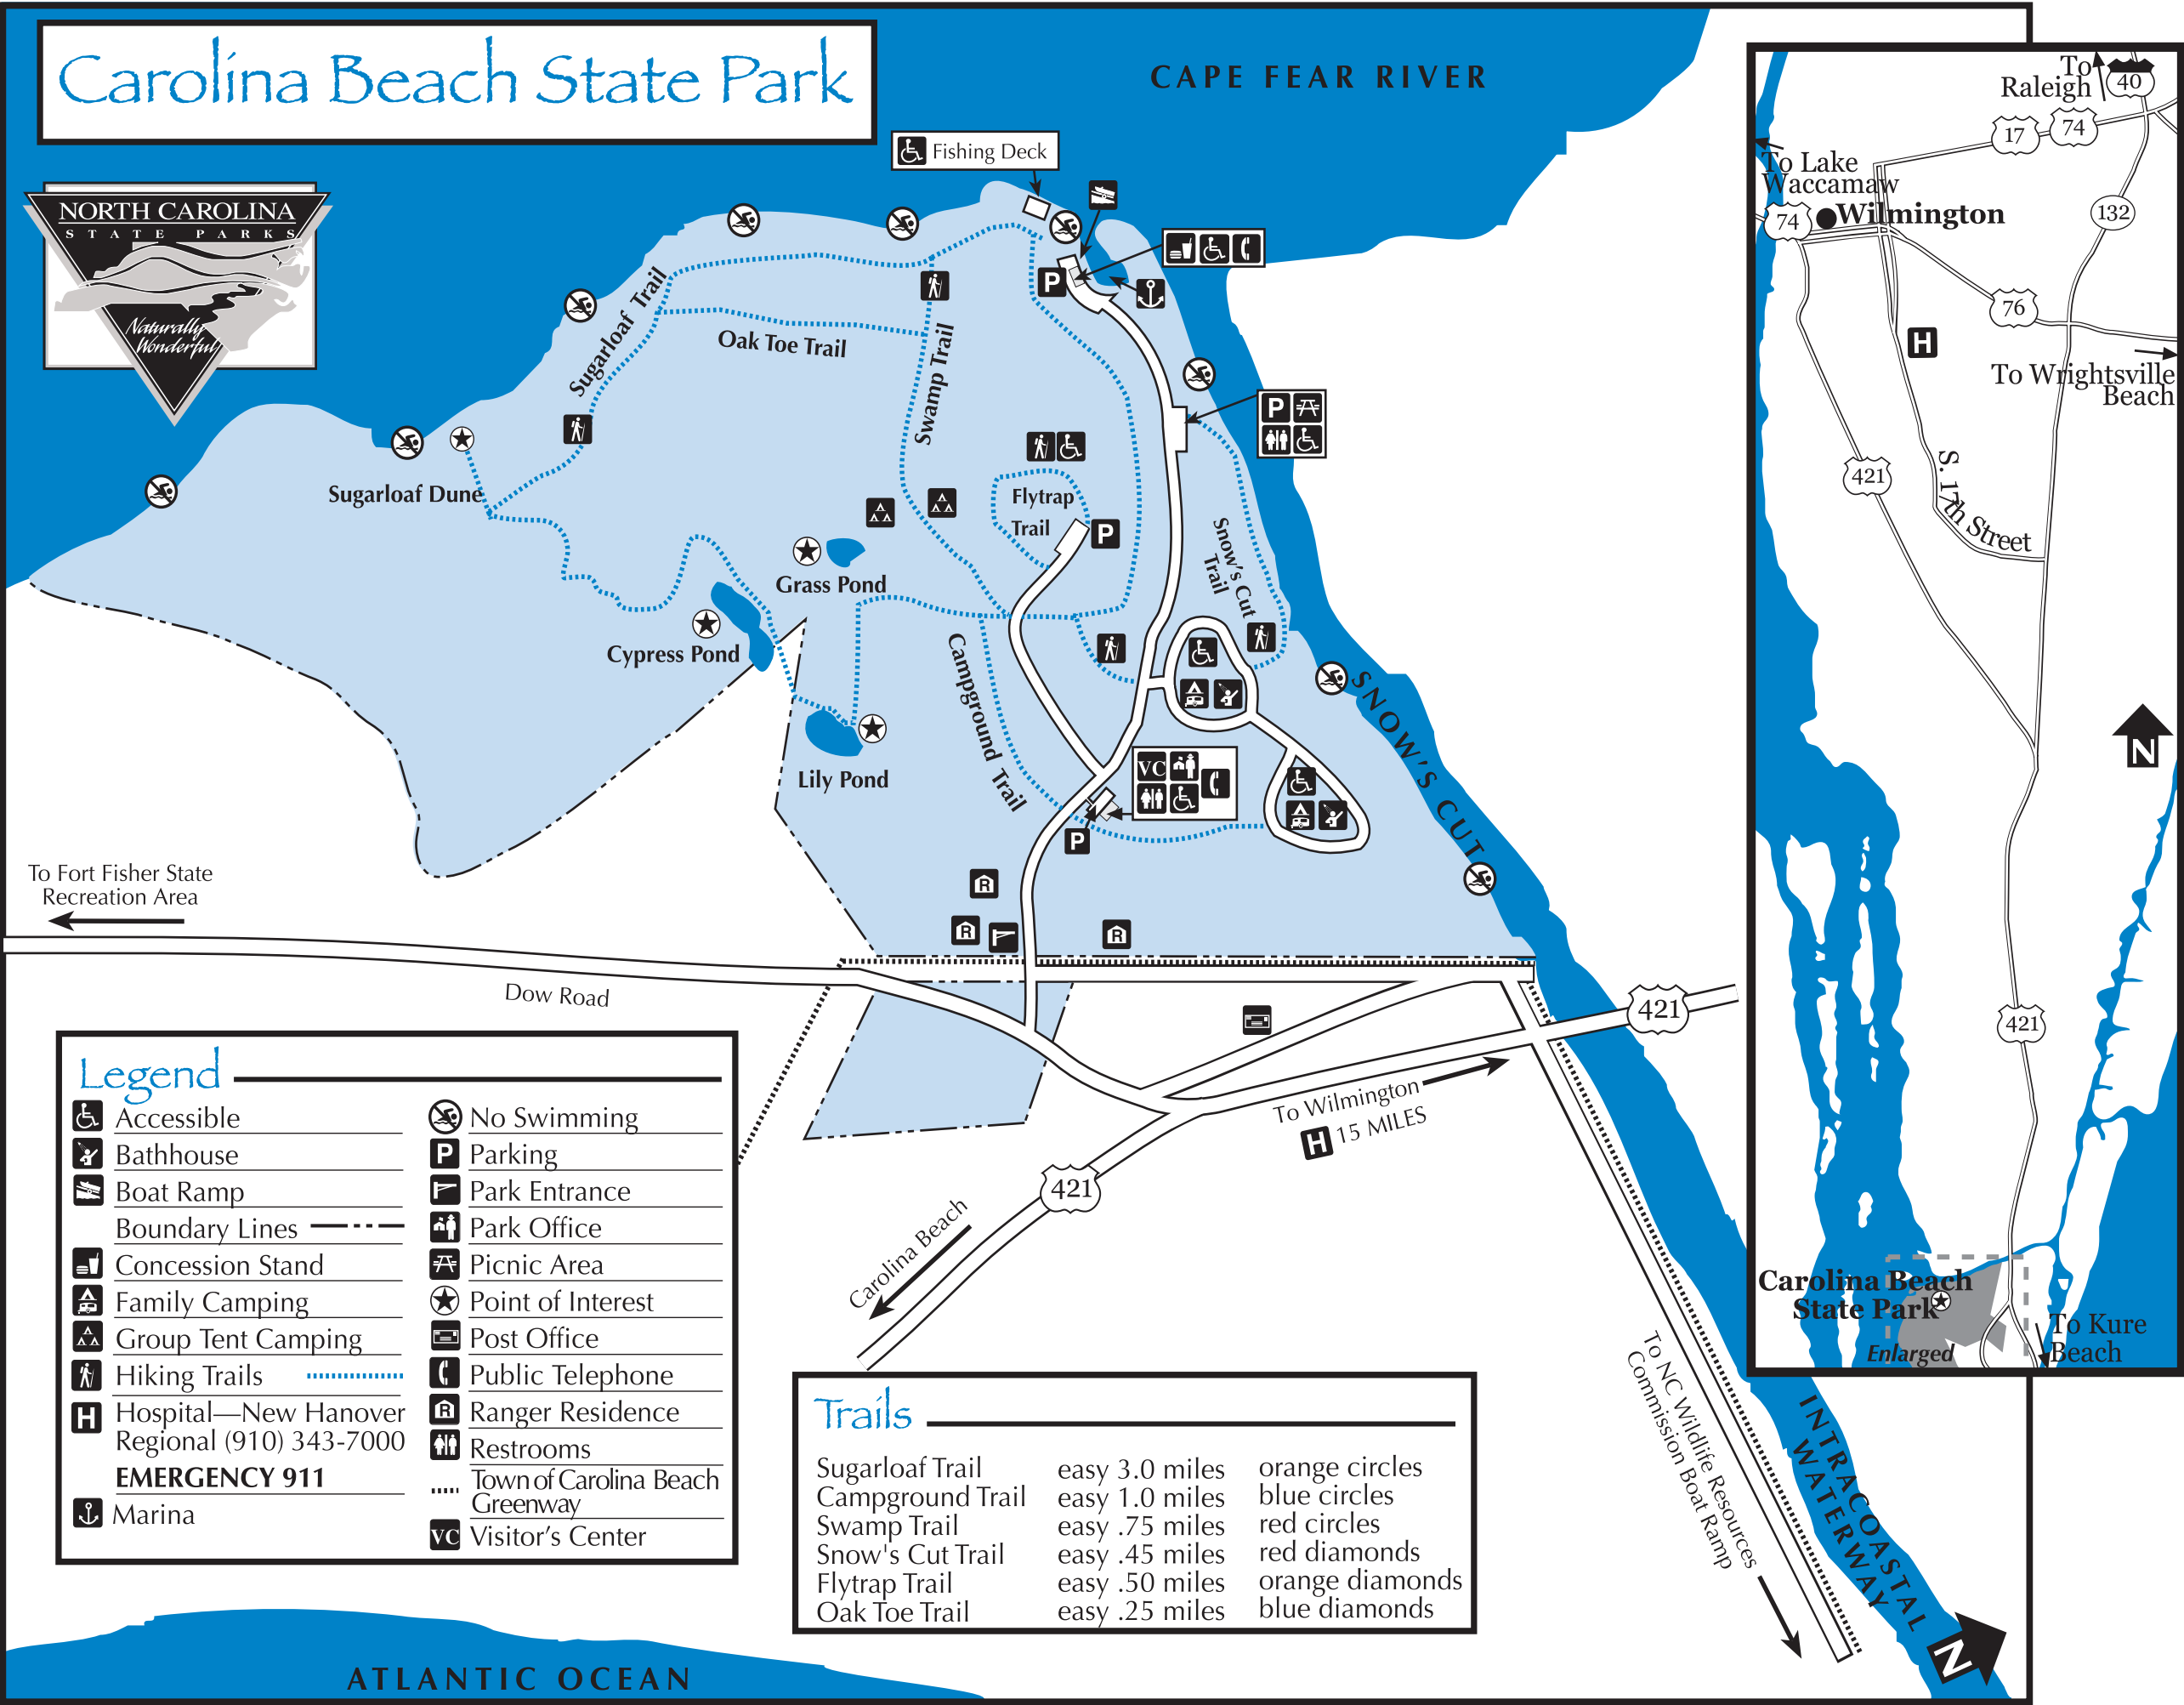 Carolina Beach State Park
CAPE FEAR RIVER
NORTH CAROLINA
STATE PARKS
Naturally
Wonderful
Fishing Deck
P
Sugarloaf Trail
Oak Toe Trail
Swamp Trail
P
Sugarloaf Dune
Flytrap
Trail
P
Snow's Cut
Trail
Grass Pond
Cypress Pond
Lily Pond
Campground Trail
VC
P
SNOW'S CUT
R
R
R
To Fort Fisher State
Recreation Area
Dow Road
421
To Wilmington
H 15 MILES
421
Carolina Beach
To NC Wildlife Resources
Commission Boat Ramp
INTRACOASTAL
WATERWAY
N
ATLANTIC OCEAN
Legend
Accessible
Bathhouse
Boat Ramp
Boundary Lines
Concession Stand
Family Camping
Group Tent Camping
Hiking Trails
H Hospital—New Hanover
Regional (910) 343-7000
EMERGENCY 911
Marina
No Swimming
P Parking
Park Entrance
Park Office
Picnic Area
Point of Interest
Post Office
Public Telephone
R Ranger Residence
Restrooms
Town of Carolina Beach
Greenway
VC Visitor's Center
Trails
Sugarloaf Trail easy 3.0 miles orange circles
Campground Trail easy 1.0 miles blue circles
Swamp Trail easy .75 miles red circles
Snow's Cut Trail easy .45 miles red diamonds
Flytrap Trail easy .50 miles orange diamonds
Oak Toe Trail easy .25 miles blue diamonds
To
Raleigh
40
17
74
To Lake
Waccamaw
74
Wilmington
132
76
H
To Wrightsville
Beach
421
S. 17th Street
N
421
Carolina Beach
State Park
Enlarged
To Kure
Beach